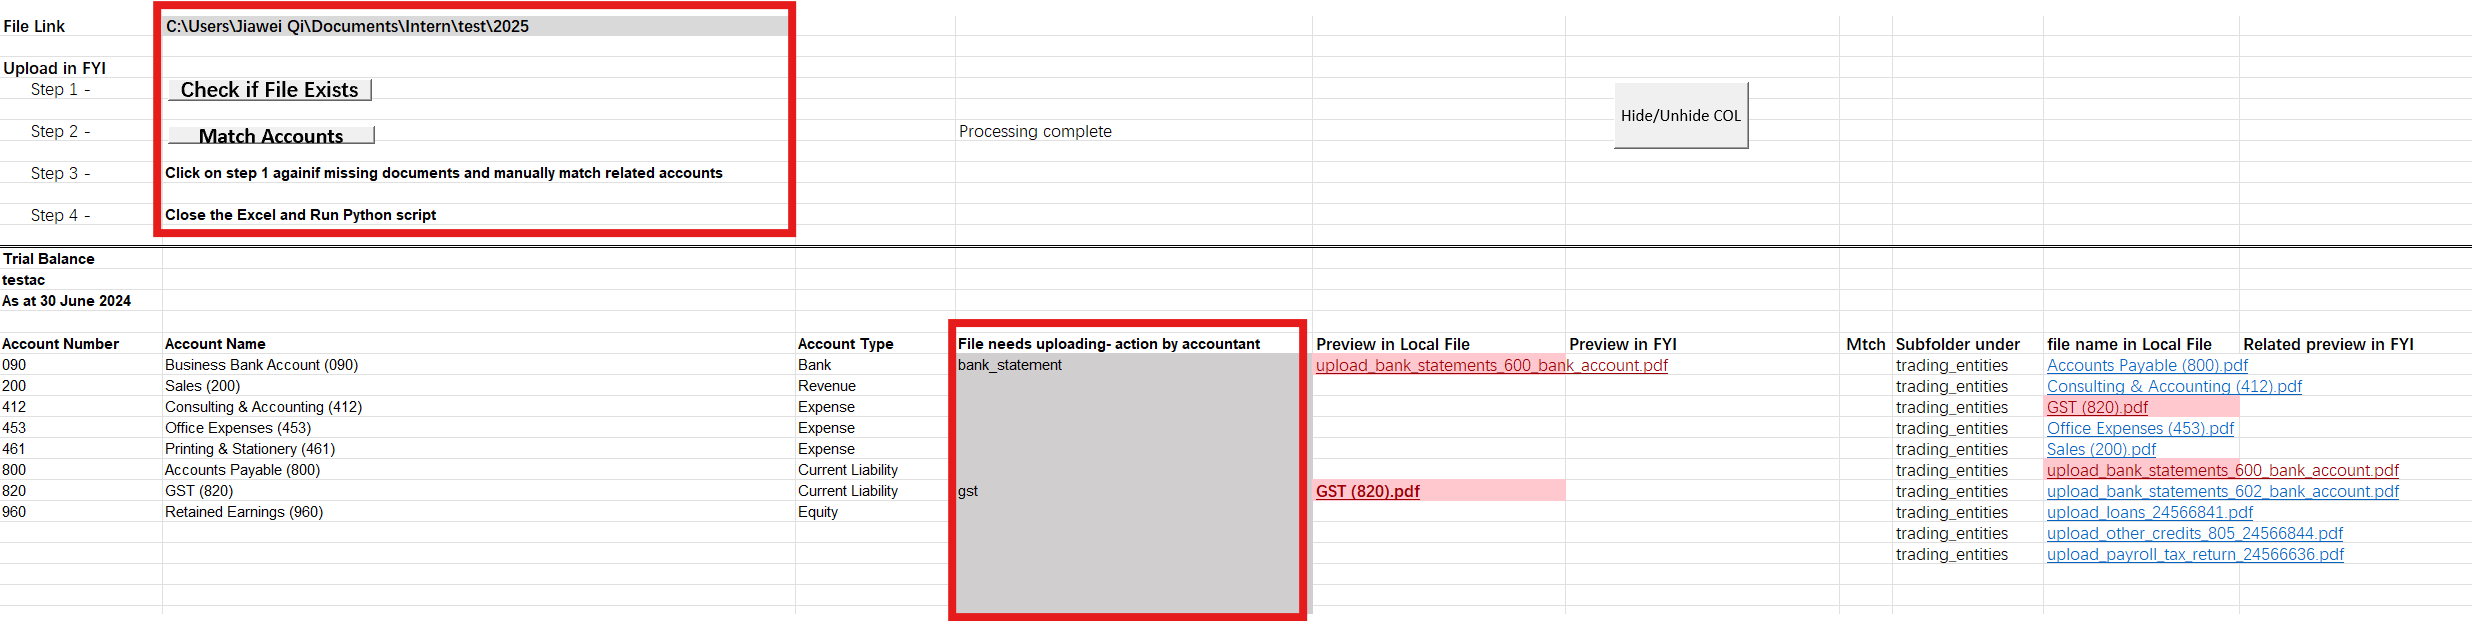 File Link C:\Users\Jiawei Qi\Documents\Intern\test\2025
Upload in FYI
Step 1 - Check if File Exists
Hide/Unhide COL
Step 2 - Match Accounts Processing complete
Step 3 - Click on step 1 againif missing documents and manually match related accounts
Step 4 - Close the Excel and Run Python script
Trial Balance
testac
As at 30 June 2024
Account Number Account Name Account Type File needs uploading- action by accountant Preview in Local File Preview in FYI Mtch Subfolder under file name in Local File Related preview in FYI
090 Business Bank Account (090) Bank bank_statement upload_bank_statements_600_bank_account.pdf trading_entities Accounts Payable (800).pdf
200 Sales (200) Revenue trading_entities Consulting & Accounting (412).pdf
412 Consulting & Accounting (412) Expense trading_entities GST (820).pdf
453 Office Expenses (453) Expense trading_entities Office Expenses (453).pdf
461 Printing & Stationery (461) Expense trading_entities Sales (200).pdf
800 Accounts Payable (800) Current Liability trading_entities upload_bank_statements_600_bank_account.pdf
820 GST (820) Current Liability gst GST (820).pdf trading_entities upload_bank_statements_602_bank_account.pdf
960 Retained Earnings (960) Equity trading_entities upload_loans_24566841.pdf
trading_entities upload_other_credits_805_24566844.pdf
trading_entities upload_payroll_tax_return_24566636.pdf